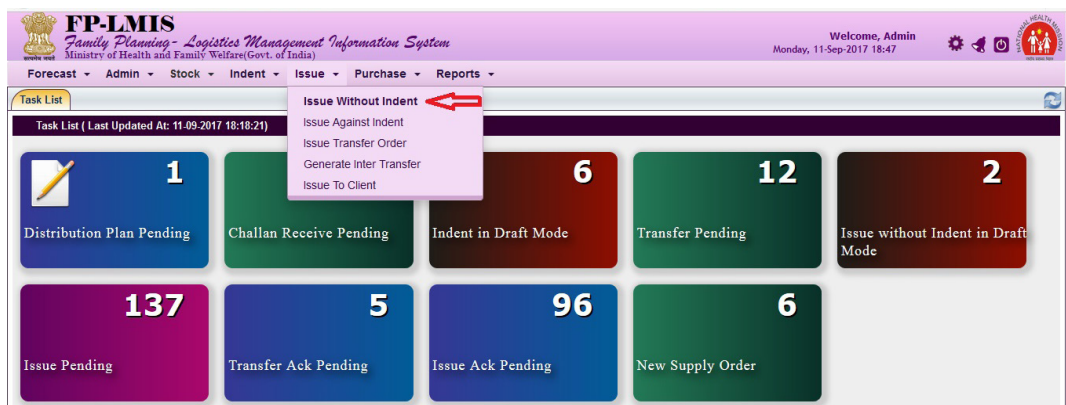 FP-LMIS
Family Planning- Logistics Management Information System
Ministry of Health and Family Welfare(Govt. of India)
Welcome, Admin
Monday, 11-Sep-2017 18:47
Forecast Admin Stock Indent Issue Purchase Reports
Task List
Issue Without Indent
Issue Against Indent
Issue Transfer Order
Generate Inter Transfer
Issue To Client
Task List ( Last Updated At: 11-09-2017 18:18:21)
1
Distribution Plan Pending
Challan Receive Pending
6
Indent in Draft Mode
12
Transfer Pending
2
Issue without Indent in Draft
Mode
137
Issue Pending
5
Transfer Ack Pending
96
Issue Ack Pending
6
New Supply Order